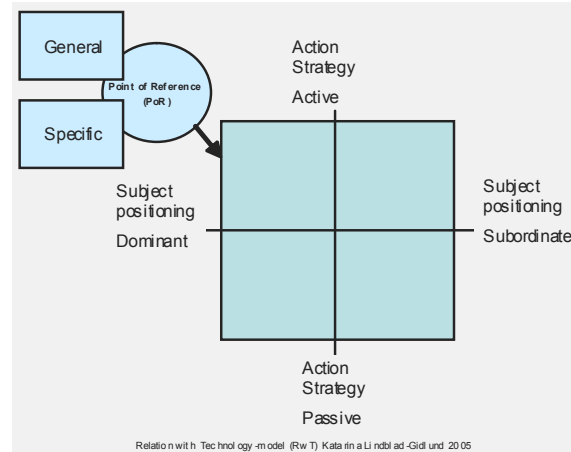 General
Point of Reference
(PoR)
Specific
Action
Strategy
Active
Subject
positioning
Dominant
Subject
positioning
Subordinate
Action
Strategy
Passive
Relation with Technology-model (RwT) Katarina Lindblad-Gidlund 2005